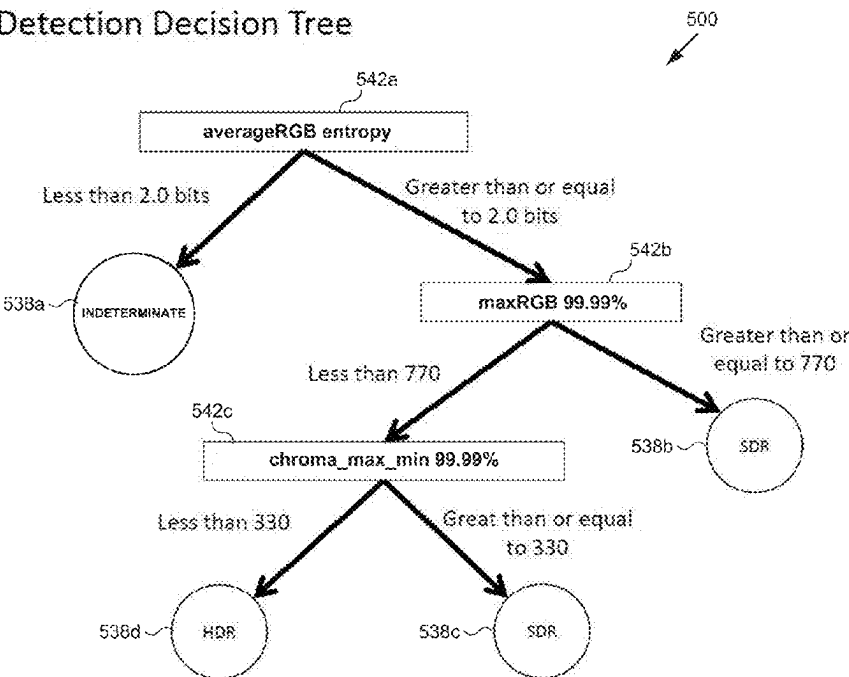 Detection Decision Tree
500
542a
averageRGB entropy
Less than 2.0 bits
Greater than or equal
to 2.0 bits
542b
538a
INDETERMINATE
maxRGB 99.99%
Less than 770
Greater than or
equal to 770
542c
chroma_max_min 99.99%
538b
SDR
Less than 330
Great than or equal
to 330
538d
HDR
538c
SDR